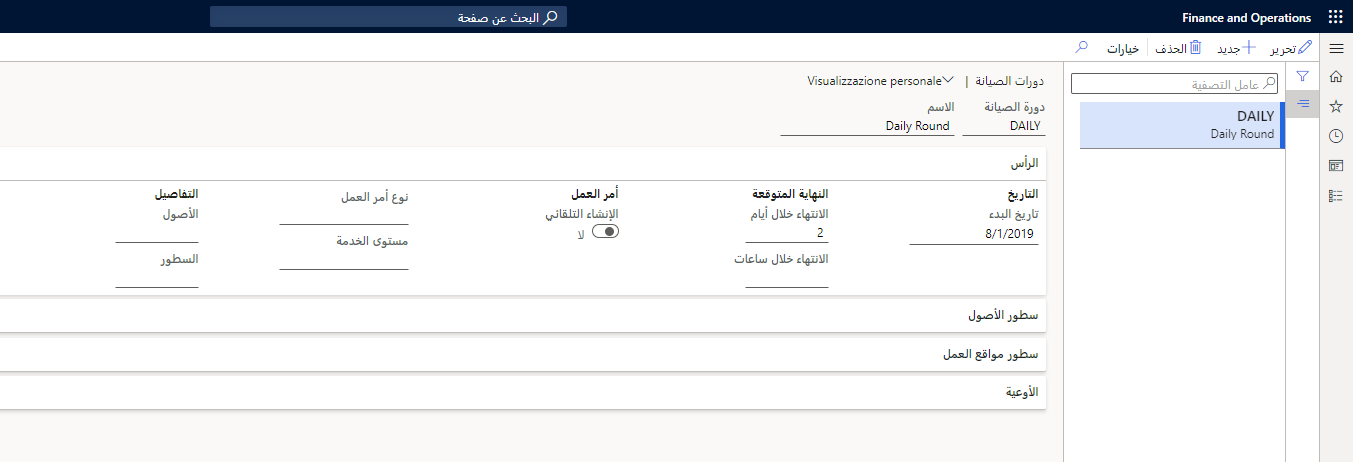 Finance and Operations
البحث عن صفحة
تحرير
جديد
الحذف
خيارات
عامل التصفية
DAILY
Daily Round
دورات الصيانة | Visualizzazione personale
دورة الصيانة
الاسم
DAILY
Daily Round
الرأس
التاريخ
تاريخ البدء
8/1/2019
النهاية المتوقعة
الانتهاء خلال أيام
2
الانتهاء خلال ساعات
أمر العمل
الإنشاء التلقائي
لا
نوع أمر العمل
مستوى الخدمة
التفاصيل
الأصول
السطور
سطور الأصول
سطور مواقع العمل
الأوعية